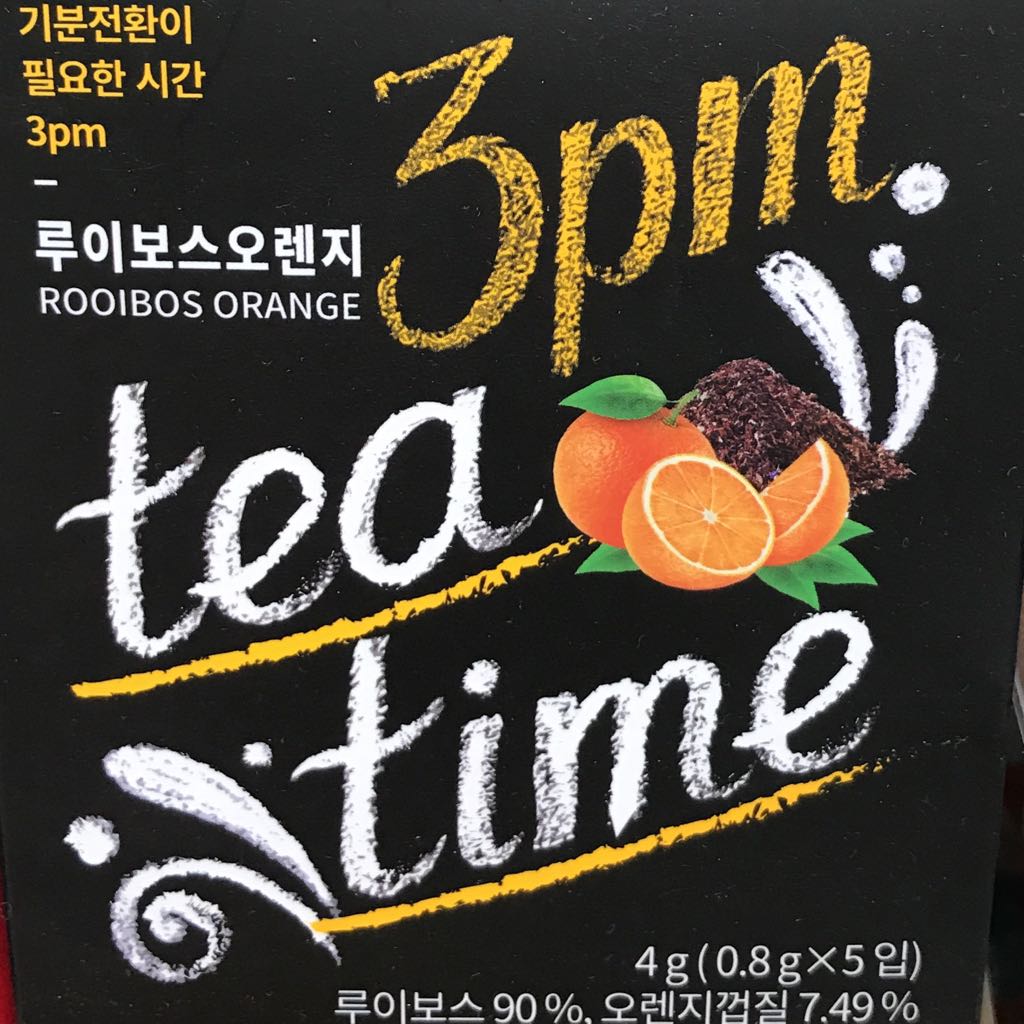 기분전환이
필요한 시간
3pm
루이보스오렌지
ROOIBOS ORANGE
3pm
tea
time
4g(0.8g×5입)
루이보스 90%, 오렌지껍질 7.49%